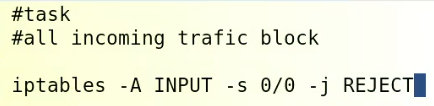 #task
#all incoming trafic block
iptables -A INPUT -s 0/0 -j REJECT